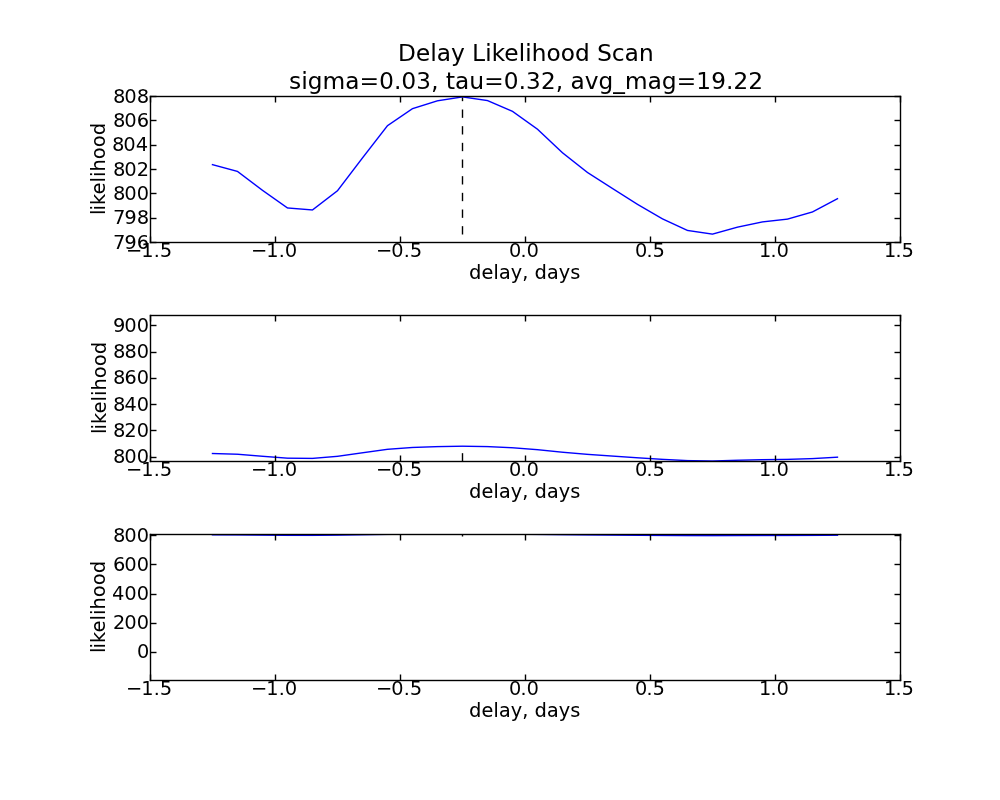 Delay Likelihood Scan
sigma=0.03, tau=0.32, avg_mag=19.22
808
806
804
802
800
798
796
likelihood
−1.5 −1.0 −0.5 0.0 0.5 1.0 1.5
delay, days
900
880
860
840
820
800
likelihood
−1.5 −1.0 −0.5 0.0 0.5 1.0 1.5
delay, days
800
600
400
200
0
likelihood
−1.5 −1.0 −0.5 0.0 0.5 1.0 1.5
delay, days